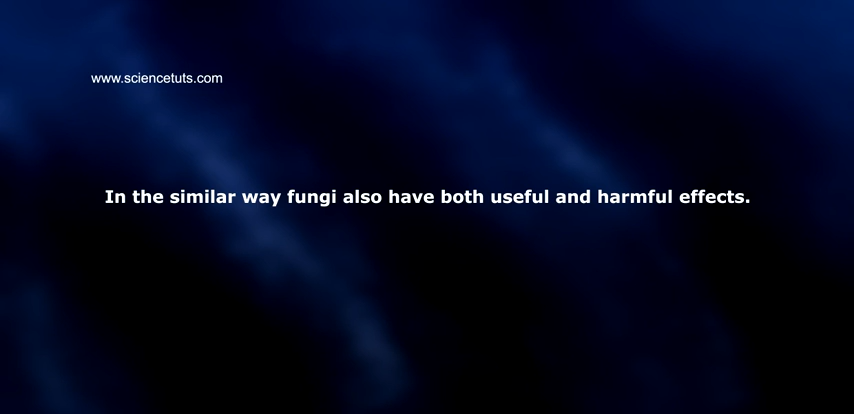 www.sciencetuts.com
In the similar way fungi also have both useful and harmful effects.